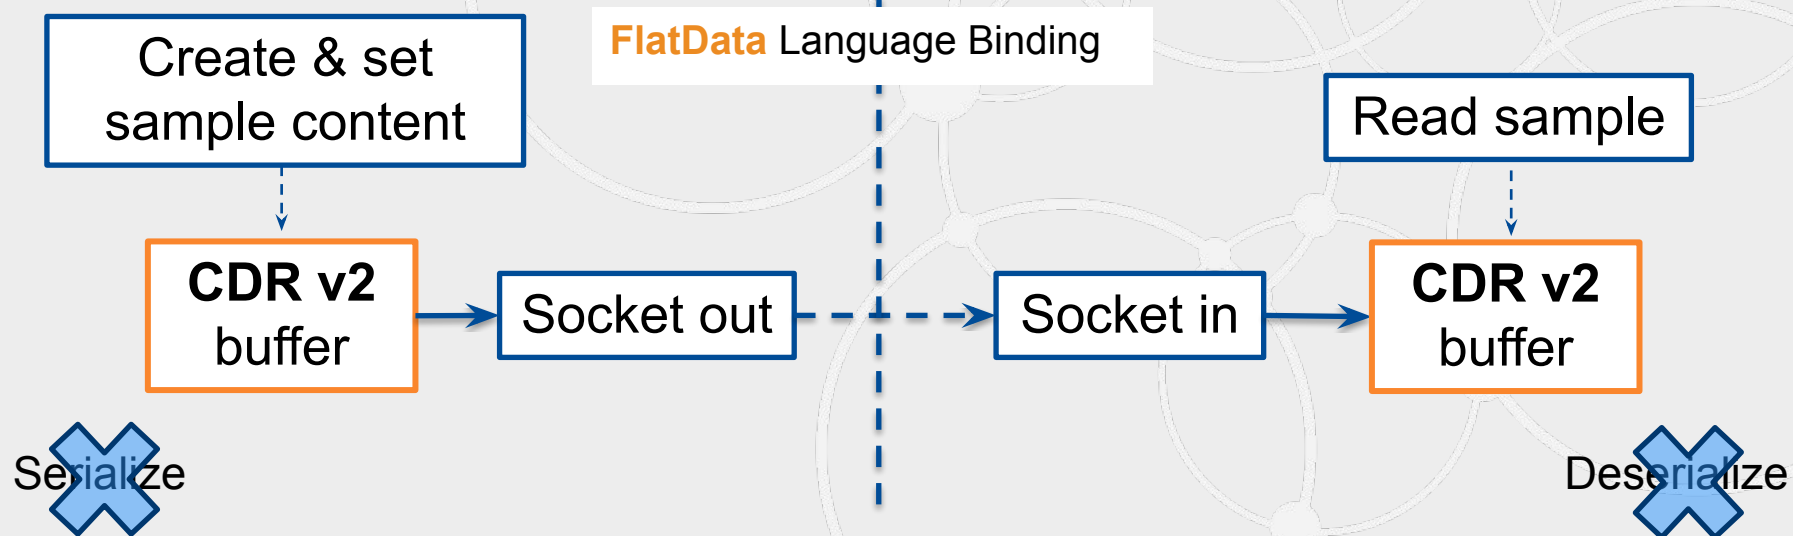 Create & set
sample content
FlatData Language Binding
Read sample
CDR v2
buffer
Socket out
Socket in
CDR v2
buffer
Serialize
Deserialize